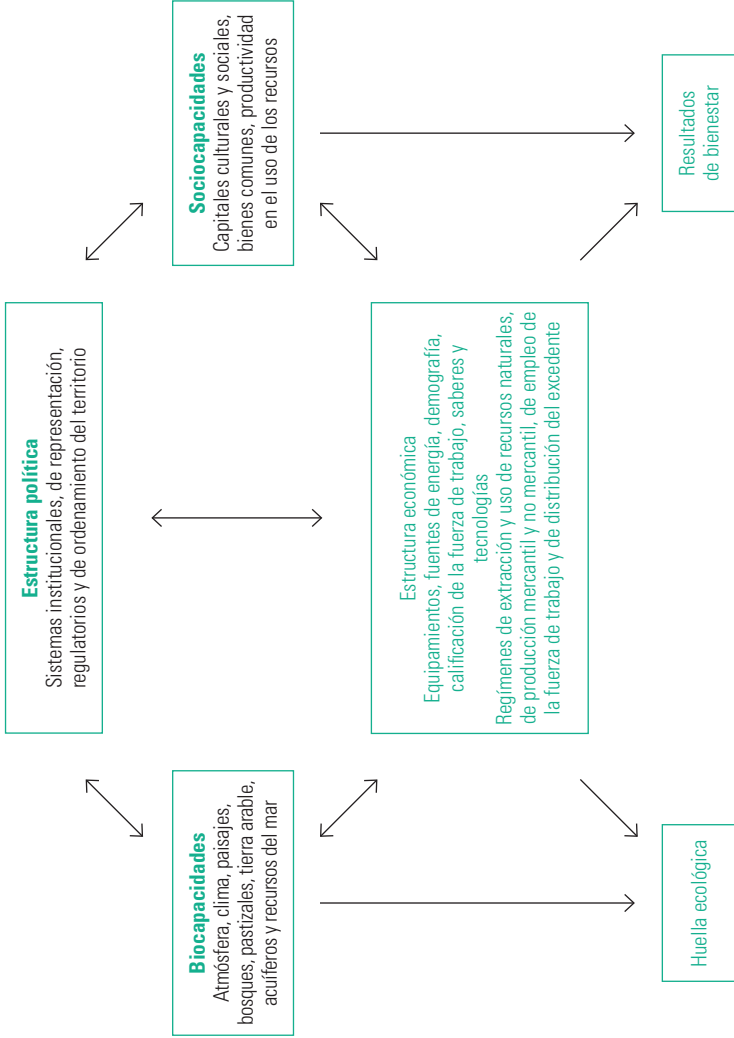 Estructura política
Sistemas institucionales, de representación,
regulatorios y de ordenamiento del territorio
Biocapacidades
Atmósfera, clima, paisajes,
bosques, pastizales, tierra arable,
acuíferos y recursos del mar
Sociocapacidades
Capitales culturales y sociales,
bienes comunes, productividad
en el uso de los recursos
Estructura económica
Equipamientos, fuentes de energía, demografía,
calificación de la fuerza de trabajo, saberes y
tecnologías
Regímenes de extracción y uso de recursos naturales,
de producción mercantil y no mercantil, de empleo de
la fuerza de trabajo y de distribución del excedente
Huella ecológica
Resultados
de bienestar